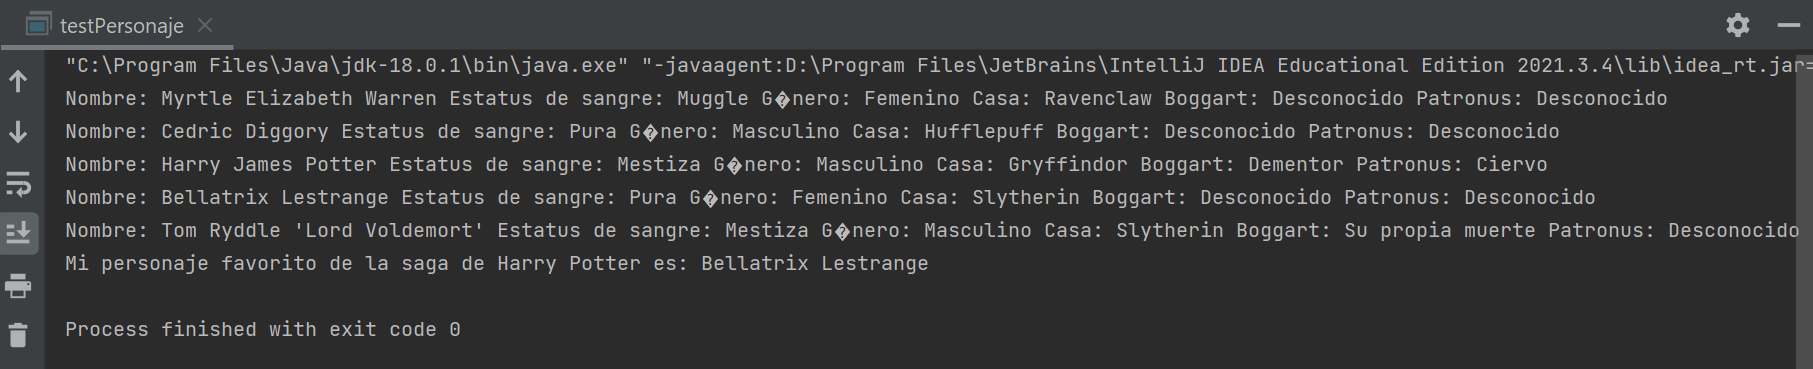 testPersonaje
"C:\Program Files\Java\jdk-18.0.1\bin\java.exe" "-javaagent:D:\Program Files\JetBrains\IntelliJ IDEA Educational Edition 2021.3.4\lib\idea_rt.jar=
Nombre: Myrtle Elizabeth Warren Estatus de sangre: Muggle G�nero: Femenino Casa: Ravenclaw Boggart: Desconocido Patronus: Desconocido
Nombre: Cedric Diggory Estatus de sangre: Pura G�nero: Masculino Casa: Hufflepuff Boggart: Desconocido Patronus: Desconocido
Nombre: Harry James Potter Estatus de sangre: Mestiza G�nero: Masculino Casa: Gryffindor Boggart: Dementor Patronus: Ciervo
Nombre: Bellatrix Lestrange Estatus de sangre: Pura G�nero: Femenino Casa: Slytherin Boggart: Desconocido Patronus: Desconocido
Nombre: Tom Ryddle 'Lord Voldemort' Estatus de sangre: Mestiza G�nero: Masculino Casa: Slytherin Boggart: Su propia muerte Patronus: Desconocido
Mi personaje favorito de la saga de Harry Potter es: Bellatrix Lestrange
Process finished with exit code 0